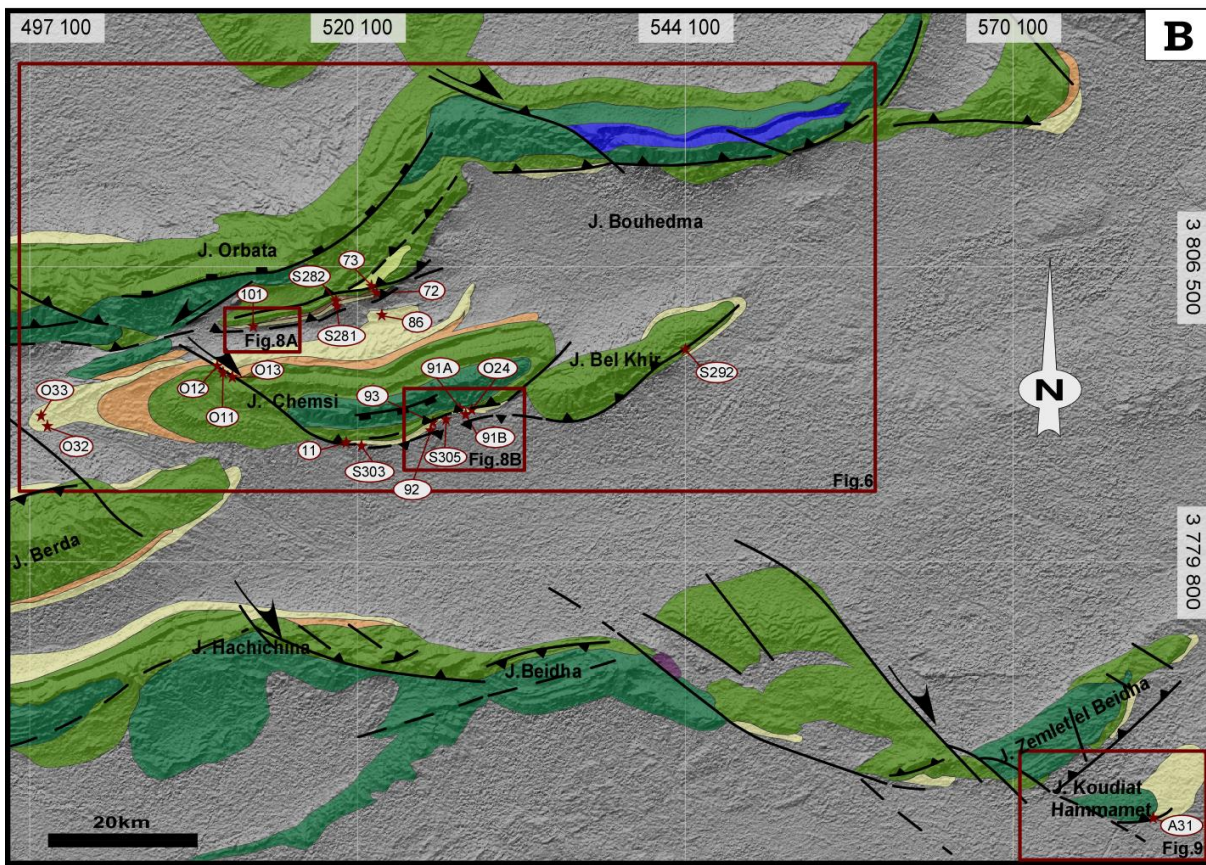 497 100
520 100
544 100
570 100
B
J. Bouhedma
3 806 500
J. Orbata
73
S282
72
101
S281
86
Fig.8A
J. Bel Khir
S292
O12
O13
O11
91A
O24
O33
J. Chemsi
93
O32
11
S303
S305
91B
Fig.8B
92
Fig.6
N
J. Berda
3 779 800
J. Hachichina
J.Beidha
J. Zemlet el Beidha
J. Koudiat
Hammamet
20km
A31
Fig.9